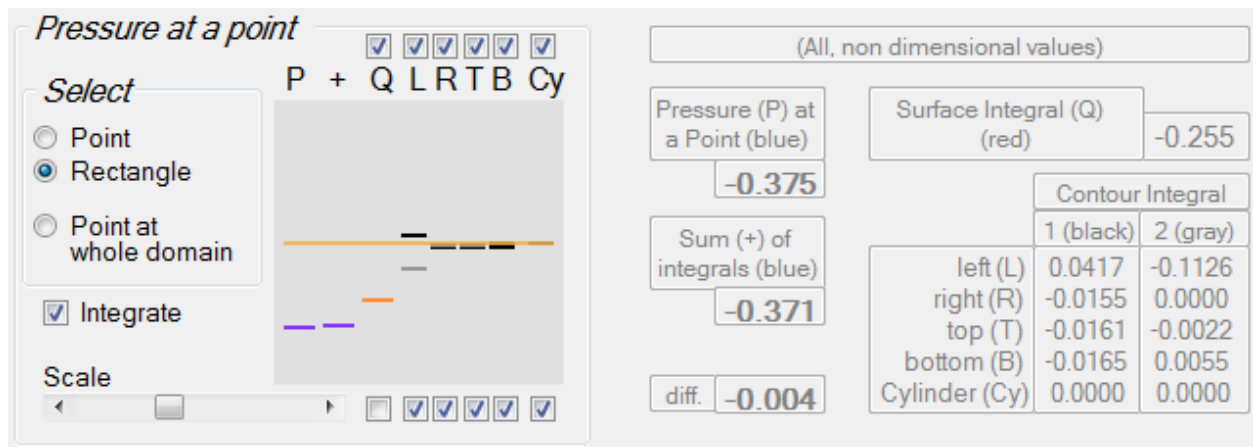 Pressure at a point
P + Q L R T B Cy
Select
Point
Rectangle
Point at
whole domain
Integrate
Scale
(All, non dimensional values)
Pressure (P) at
a Point (blue)
-0.375
Surface Integral (Q)
(red)
-0.255
Sum (+) of
integrals (blue)
-0.371
diff. -0.004
Contour Integral
1 (black) 2 (gray)
left (L) 0.0417 -0.1126
right (R) -0.0155 0.0000
top (T) -0.0161 -0.0022
bottom (B) -0.0165 0.0055
Cylinder (Cy) 0.0000 0.0000